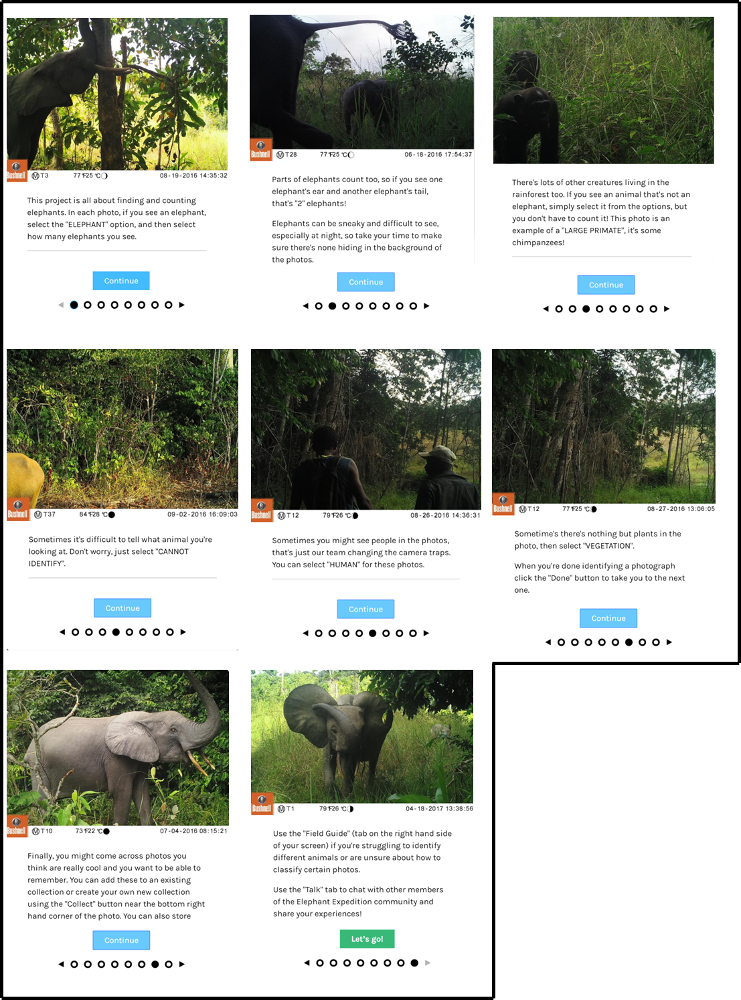 Bushnell M T3 77°F25°C 08-19-2016 14:35:32
This project is all about finding and counting
elephants. In each photo, if you see an elephant,
select the "ELEPHANT" option, and then select
how many elephants you see.
Continue
Bushnell M T28 77°F25°C 06-18-2016 17:54:37
Parts of elephants count too, so if you see one
elephant's ear and another elephant's tail,
that's "2" elephants!
Elephants can be sneaky and difficult to see,
especially at night, so take your time to make
sure there's none hiding in the background of
the photos.
Continue
There's lots of other creatures living in the
rainforest too. If you see an animal that's not an
elephant, simply select it from the options, but
you don't have to count it! This photo is an
example of a "LARGE PRIMATE", it's some
chimpanzees!
Continue
Bushnell M T37 84°F28°C 09-02-2016 16:09:03
Sometimes it's difficult to tell what animal you're
looking at. Don't worry, just select "CANNOT
IDENTIFY".
Continue
Bushnell M T12 79°F26°C 08-26-2016 14:36:31
Sometimes you might see people in the photos,
that's just our team changing the camera traps.
You can select "HUMAN" for these photos.
Continue
Bushnell M T12 77°F25°C 08-27-2016 13:06:05
Sometime's there's nothing but plants in the
photo, then select "VEGETATION".
When you're done identifying a photograph
click the "Done" button to take you to the next
one.
Continue
Bushnell M T10 73°F22°C 07-04-2016 08:15:21
Finally, you might come across photos you
think are really cool and you want to be able to
remember. You can add these to an existing
collection or create your own new collection
using the "Collect" button near the bottom right
hand corner of the photo. You can also store
Continue
Bushnell M T1 79°F26°C 04-18-2017 13:38:56
Use the "Field Guide" (tab on the right hand side
of your screen) if you're struggling to identify
different animals or are unsure about how to
classify certain photos.
Use the "Talk" tab to chat with other members
of the Elephant Expedition community and
share your experiences!
Let's go!